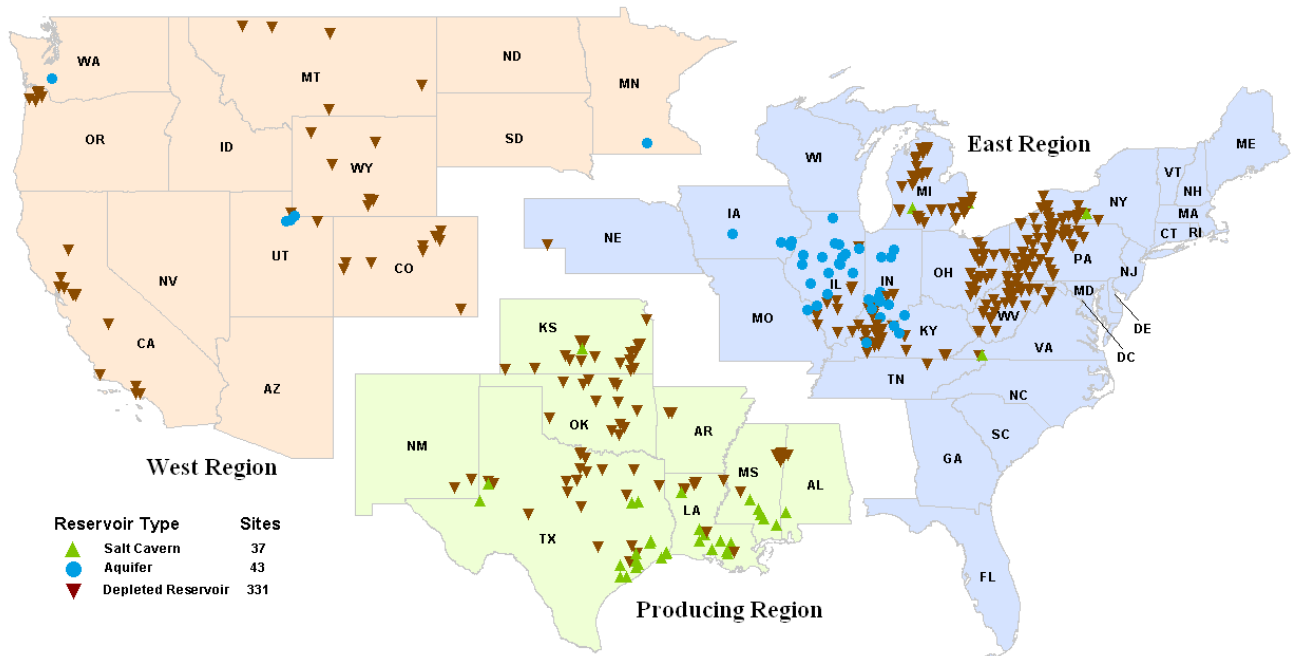 WA
MT
ND
MN
OR
ID
SD
WY
NV
UT
CO
CA
AZ
West Region
East Region
WI
MI
ME
VT
NH
NY
MA
CT RI
IA
NE
PA
NJ
OH
IL
IN
MD
DE
MO
WV
KY
VA
DC
TN
NC
SC
GA
FL
KS
OK
AR
NM
MS
AL
LA
TX
Producing Region
Reservoir Type Sites
Salt Cavern 37
Aquifer 43
Depleted Reservoir 331